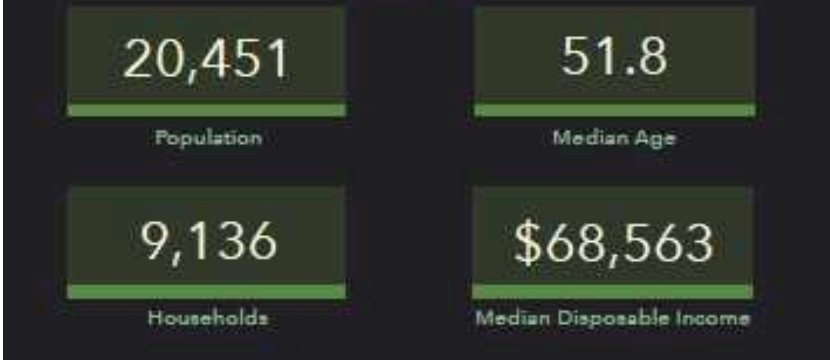 20,451
51.8
Population
Median Age
9,136
$68,563
Households
Median Disposable Income